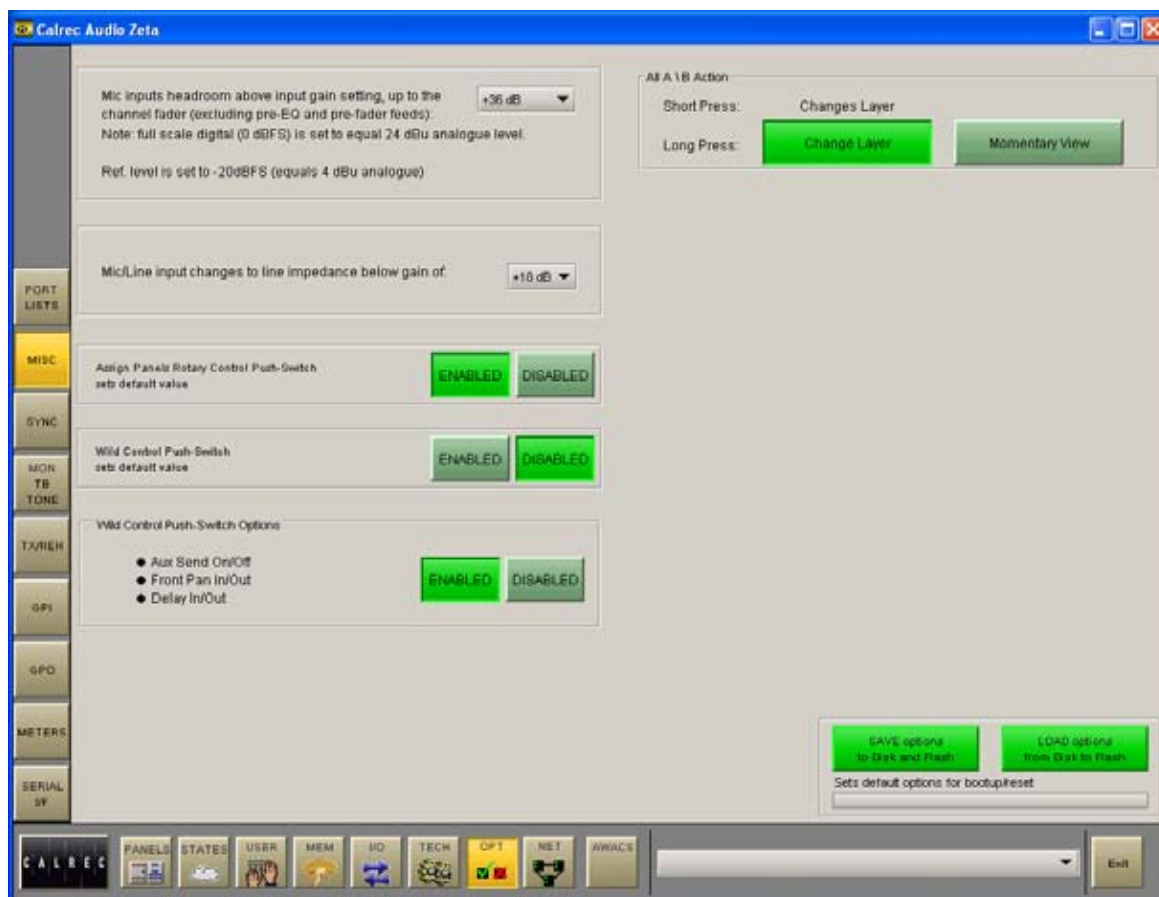 Calrec Audio Zeta
Mic inputs headroom above input gain setting, up to the
channel fader (excluding pre-EQ and pre-fader feeds):
+36 dB
Note: full scale digital (0 dBFS) is set to equal 24 dBu analogue level.
Ref. level is set to -20dBFS (equals 4 dBu analogue)
All A \ B Action
Short Press: Changes Layer
Long Press: Change Layer Momentary View
Mic/Line input changes to line impedance below gain of:
+18 dB
Assign Panels Rotary Control Push-Switch
sets default value
ENABLED DISABLED
Wild Control Push-Switch
sets default value
ENABLED DISABLED
Wild Control Push-Switch Options
● Aux Send On/Off
● Front Pan In/Out
● Delay In/Out
ENABLED DISABLED
PORT
LISTS
MISC
SYNC
MON
TB
TONE
TX/REH
GPI
GPO
METERS
SERIAL
I/F
SAVE options
to Disk and Flash
LOAD options
from Disk to Flash
Sets default options for bootup/reset
CALREC
PANELS STATES USER MEM I/O TECH OPT NET AWACS
Exit